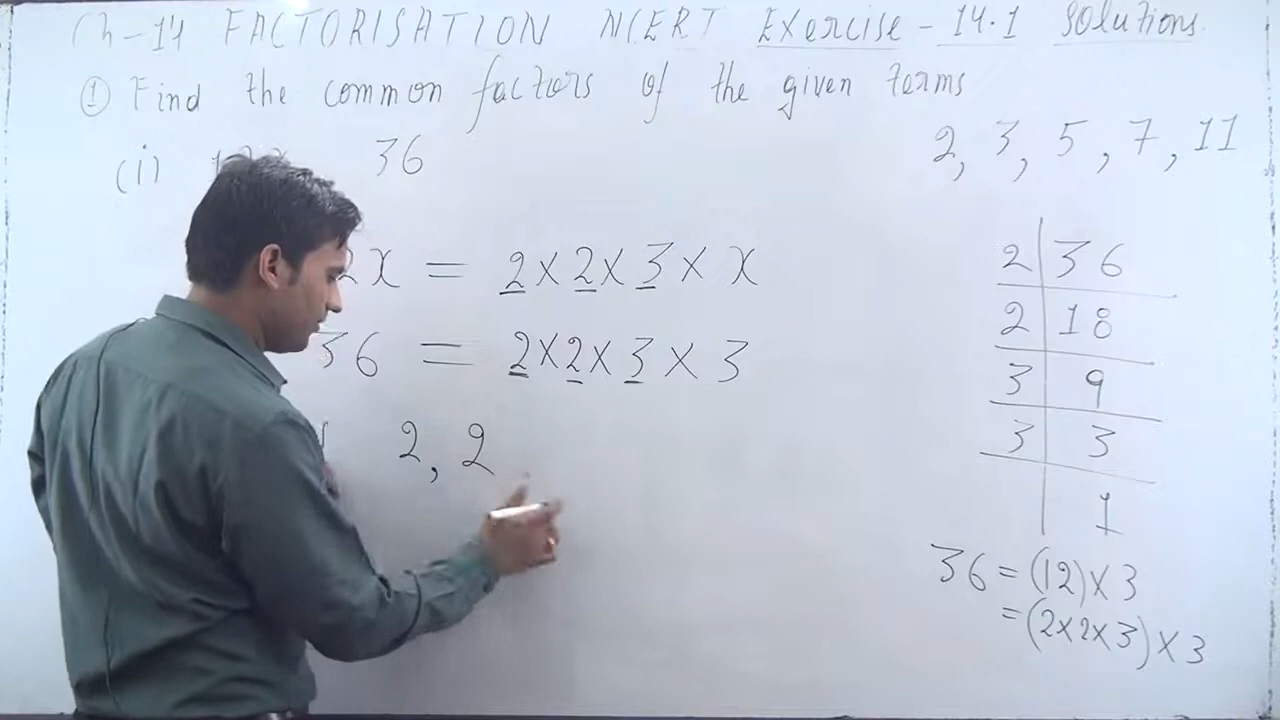 Ch-14 FACTORISATION NCERT Exercise - 14.1 Solutions.
① Find the common factors of the given terms
(i) 36
2, 3, 5, 7, 11
2x = 2×2×3×x
36 = 2×2×3×3
2, 2
2 36
2 18
3 9
3 3
1
36 = (12)×3
= (2×2×3)×3